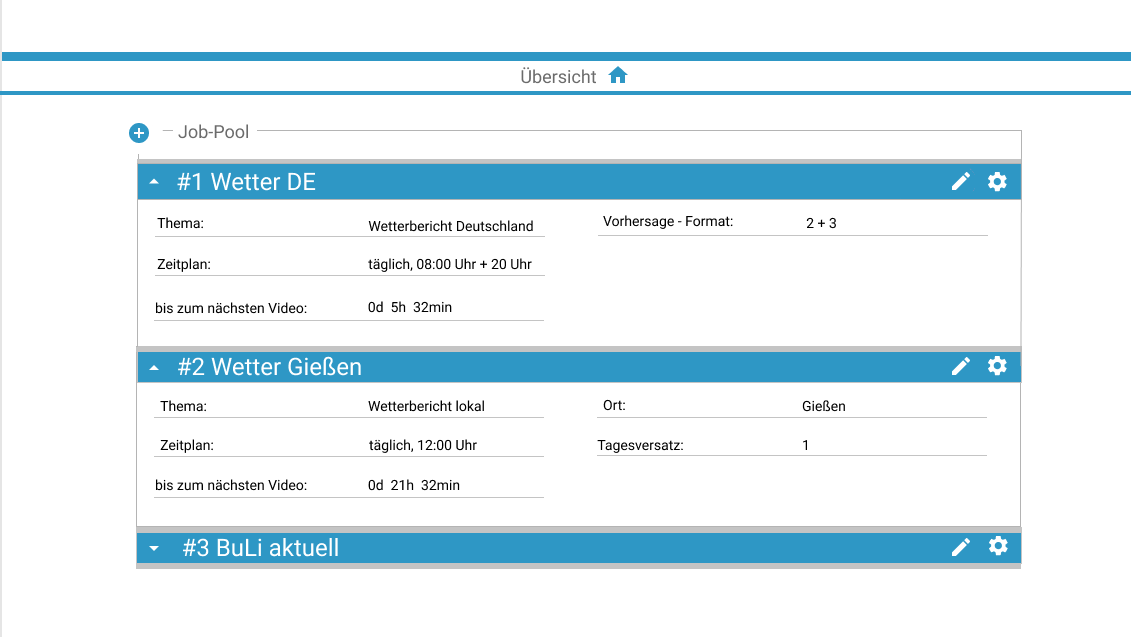 Übersicht
Job-Pool
#1 Wetter DE
Thema: Wetterbericht Deutschland Vorhersage - Format: 2 + 3
Zeitplan: täglich, 08:00 Uhr + 20 Uhr
bis zum nächsten Video: 0d 5h 32min
#2 Wetter Gießen
Thema: Wetterbericht lokal Ort: Gießen
Zeitplan: täglich, 12:00 Uhr Tagesversatz: 1
bis zum nächsten Video: 0d 21h 32min
#3 BuLi aktuell